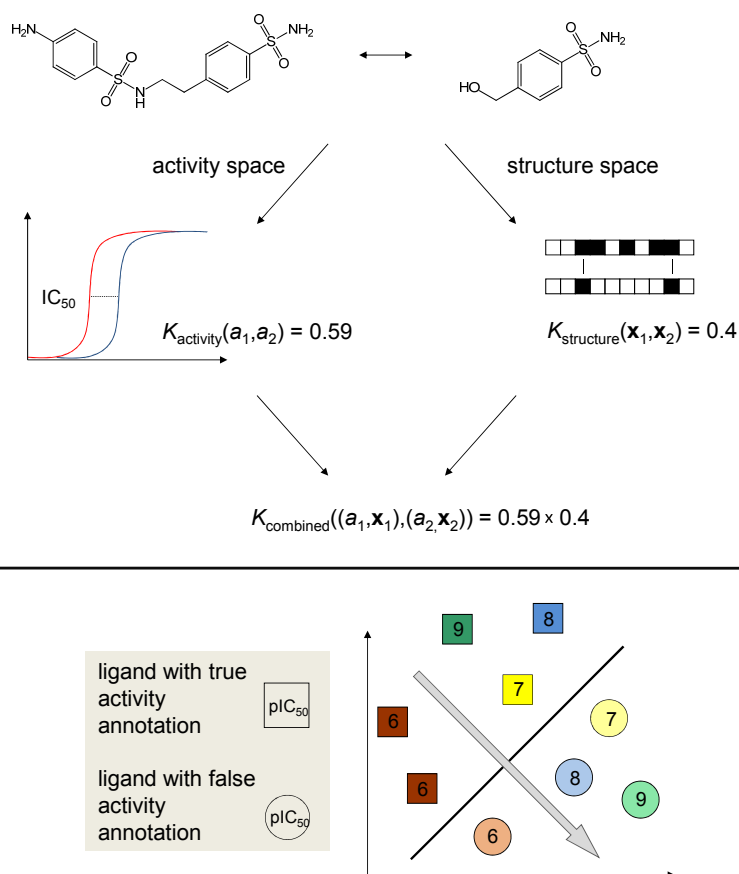 H₂N
O
S
O
N
H
O
S
NH₂
O
HO
O
S
NH₂
O
activity space
structure space
IC₅₀
K_activity(a₁,a₂) = 0.59
K_structure(x₁,x₂) = 0.4
K_combined((a₁,x₁),(a₂,x₂)) = 0.59 × 0.4
9
8
ligand with true
activity
annotation
pIC₅₀
7
6
7
8
6
9
ligand with false
activity
annotation
pIC₅₀
6